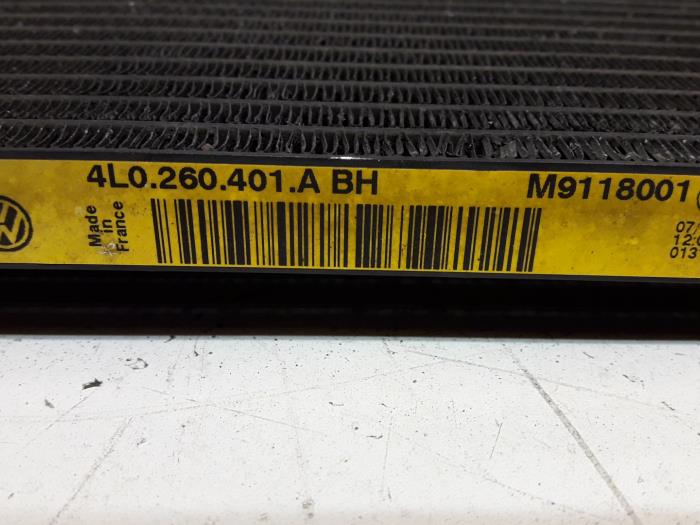 4L0.260.401.A BH
M9118001
Made
in
France
07/
12:
013